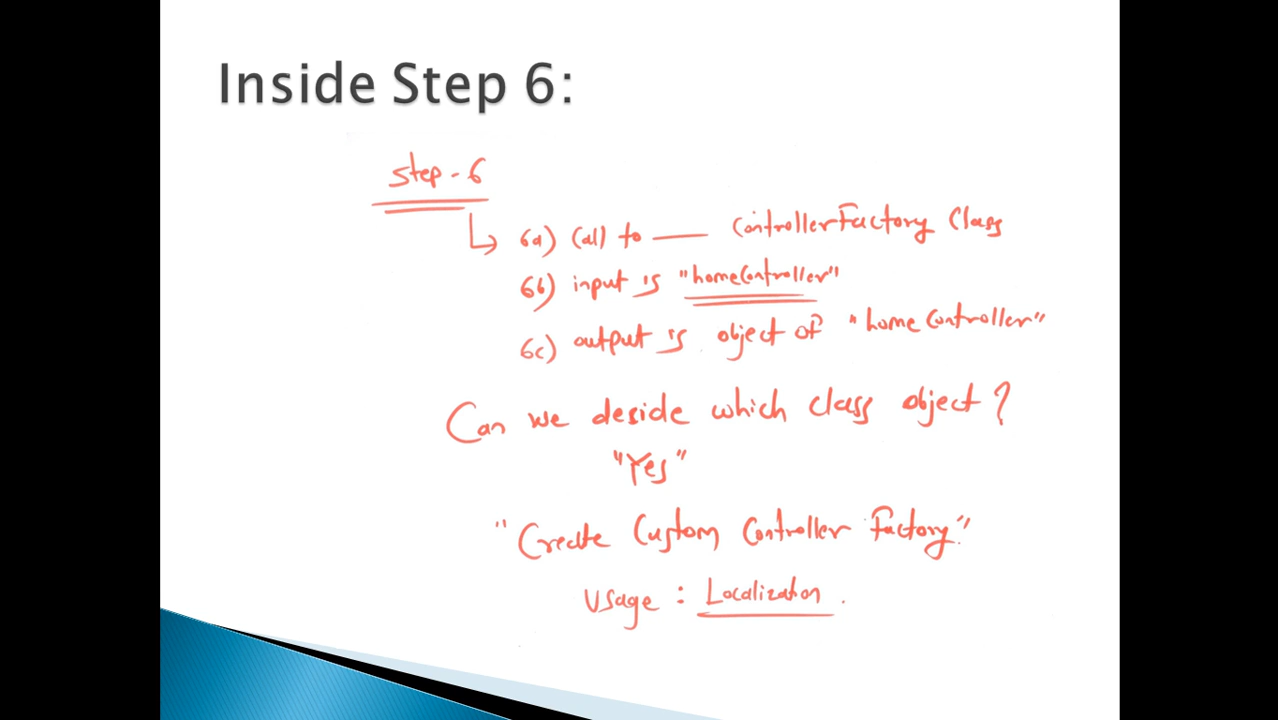 Inside Step 6:
Step - 6
6a) Call to —— ControllerFactory Class
6b) input is "homeController"
6c) output is object of "homeController"
Can we deside which class object?
"Yes"
"Create Custom Controller Factory".
Usage : Localization .